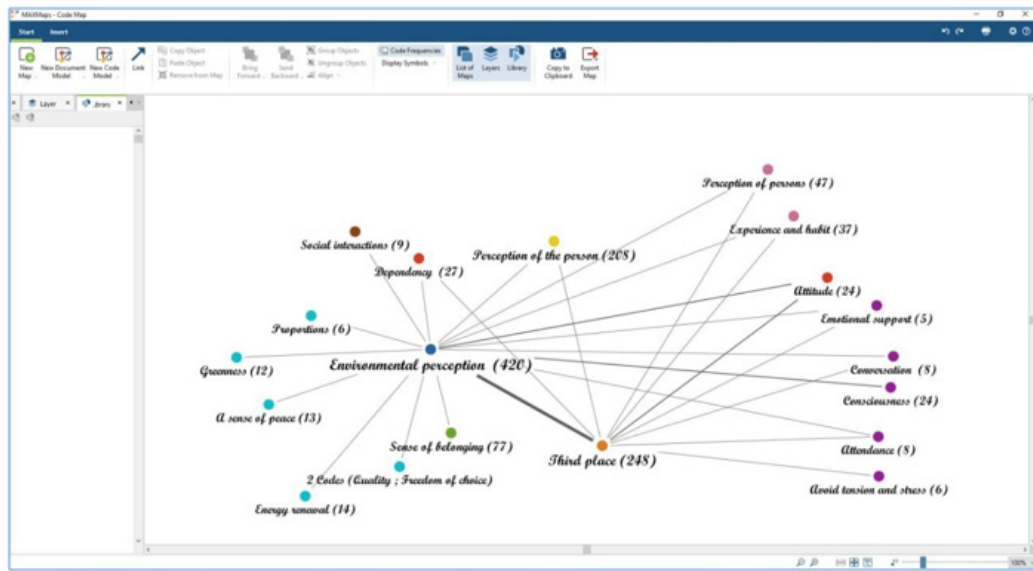 MAXMaps - Code Map
Start Insert
New Map
New Document Model
New Code Model
Link
Copy Object
Paste Object
Remove from Map
Bring Forward
Send Backward
Group Objects
Ungroup Objects
Align
Code Frequencies
Display Symbols
List of Maps
Layers
Library
Copy to Clipboard
Export Map
Layer
Library
Perception of persons (47)
Experience and habit (37)
Social interactions (9)
Perception of the person (208)
Dependency (27)
Attitude (24)
Emotional support (5)
Proportions (6)
Environmental perception (420)
Greenness (12)
Conversation (8)
Consciousness (24)
A sense of peace (13)
Sense of belonging (77)
Attendance (8)
Third place (248)
2 Codes (Quality ; Freedom of choice)
Avoid tension and stress (6)
Energy renewal (14)
100%